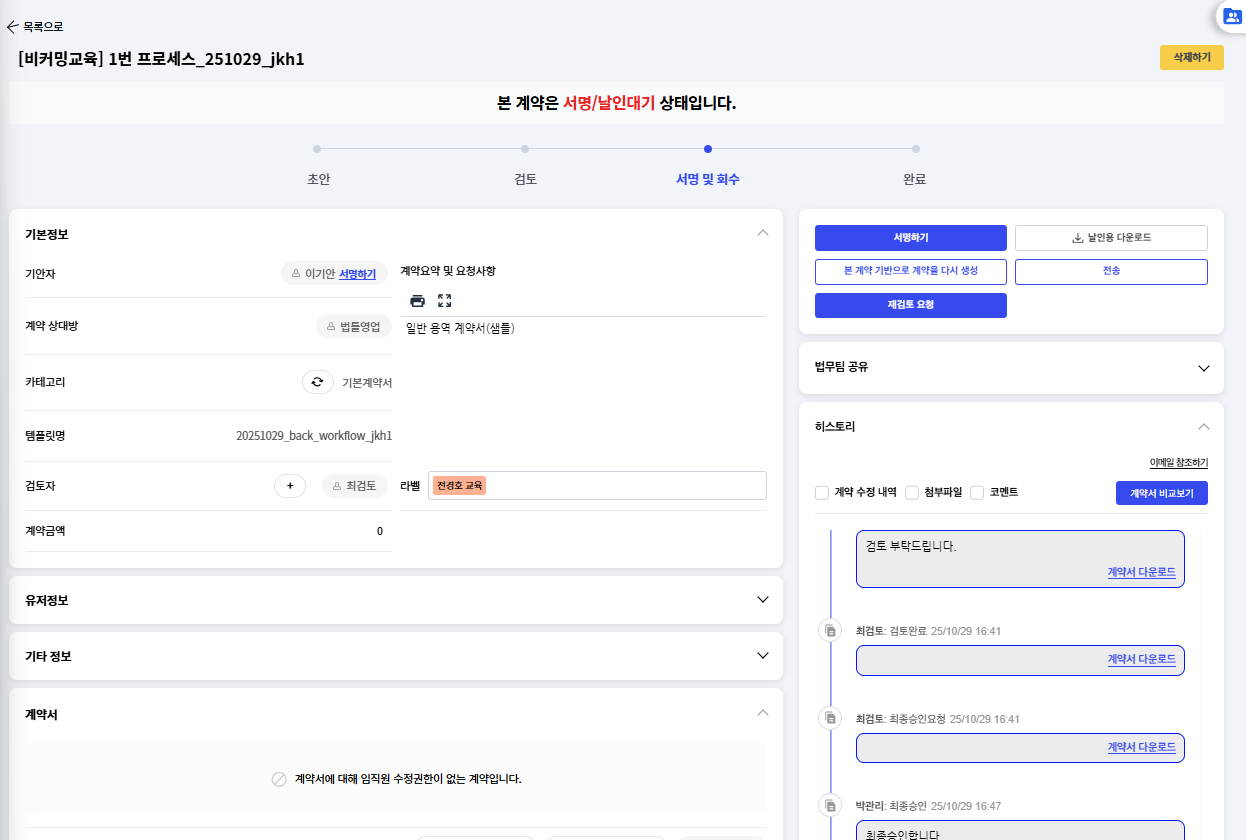 목록으로
[비커밍교육] 1번 프로세스_251029_jkh1
삭제하기
본 계약은 서명/날인대기 상태입니다.
초안
검토
서명 및 회수
완료
기본정보
기안자
이기안 서명하기
계약 상대방
법틀영업
카테고리
기본계약서
템플릿명
20251029_back_workflow_jkh1
검토자
+
최검토
계약금액
0
계약요약 및 요청사항
일반 용역 계약서(샘플)
라벨
전경호 교육
유저정보
기타 정보
계약서
계약서에 대해 임직원 수정권한이 없는 계약입니다.
서명하기
날인용 다운로드
본 계약 기반으로 계약을 다시 생성
전송
재검토 요청
법무팀 공유
히스토리
이메일 참조하기
계약 수정 내역
첨부파일
코멘트
계약서 비교보기
검토 부탁드립니다.
계약서 다운로드
최검토: 검토완료 25/10/29 16:41
계약서 다운로드
최검토: 최종승인요청 25/10/29 16:41
계약서 다운로드
박관리: 최종승인 25/10/29 16:47
최종승인합니다